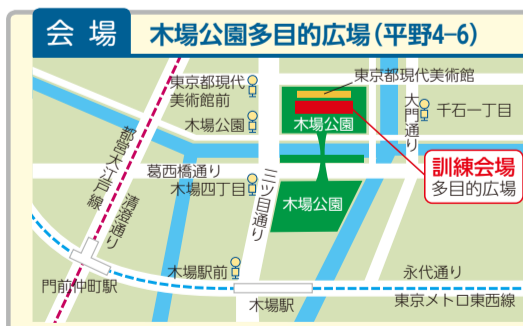 会場
木場公園多目的広場(平野4-6)
東京都現代美術館
東京都現代
美術館前
木場公園
木場公園
大門通り
千石一丁目
都営大江戸線
清澄通り
葛西橋通り
木場四丁目
三ツ目通り
訓練会場
多目的広場
木場公園
木場駅前
永代通り
門前仲町駅
木場駅
東京メトロ東西線